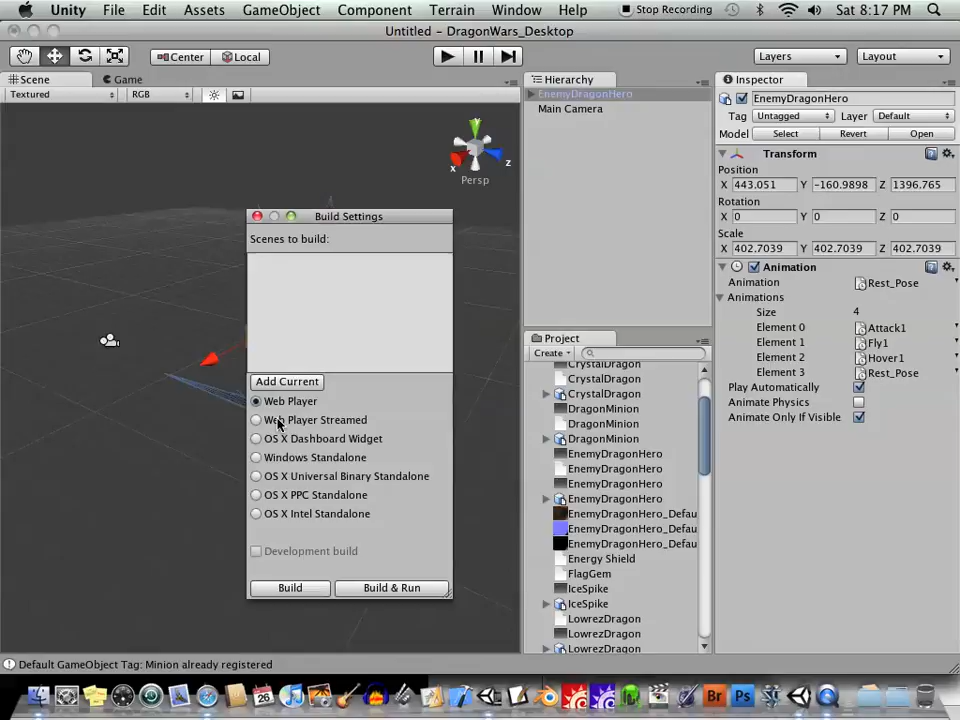 Unity File Edit Assets GameObject Component Terrain Window Help Stop Recording Sat 8:17 PM
Untitled - DragonWars_Desktop
Center Local Layers Layout
Scene Game
Textured RGB
y x z
Persp
Build Settings
Scenes to build:
Add Current
Web Player
Web Player Streamed
OS X Dashboard Widget
Windows Standalone
OS X Universal Binary Standalone
OS X PPC Standalone
OS X Intel Standalone
Development build
Build Build & Run
Hierarchy
EnemyDragonHero
Main Camera
Project
Create
CrystalDragon
CrystalDragon
CrystalDragon
DragonMinion
DragonMinion
DragonMinion
EnemyDragonHero
EnemyDragonHero
EnemyDragonHero
EnemyDragonHero
EnemyDragonHero_Defau
EnemyDragonHero_Defau
EnemyDragonHero_Defau
Energy Shield
FlagGem
IceSpike
IceSpike
LowrezDragon
LowrezDragon
LowrezDragon
Inspector
EnemyDragonHero
Tag Untagged Layer Default
Model Select Revert Open
Transform
Position
X 443.051 Y -160.9898 Z 1396.765
Rotation
X 0 Y 0 Z 0
Scale
X 402.7039 Y 402.7039 Z 402.7039
Animation
Animation Rest_Pose
Animations
Size 4
Element 0 Attack1
Element 1 Fly1
Element 2 Hover1
Element 3 Rest_Pose
Play Automatically
Animate Physics
Animate Only If Visible
Default GameObject Tag: Minion already registered
26
Br
Ps